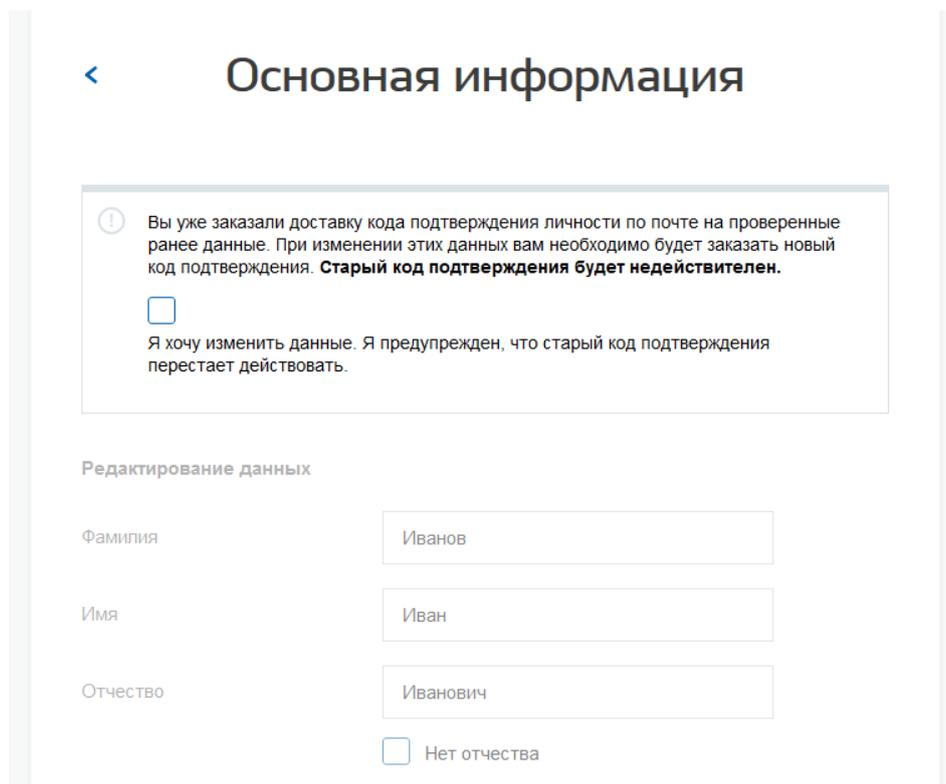 Основная информация
Вы уже заказали доставку кода подтверждения личности по почте на проверенные
ранее данные. При изменении этих данных вам необходимо будет заказать новый
код подтверждения. Старый код подтверждения будет недействителен.
Я хочу изменить данные. Я предупрежден, что старый код подтверждения
перестает действовать.
Редактирование данных
Фамилия
Иванов
Имя
Иван
Отчество
Иванович
Нет отчества